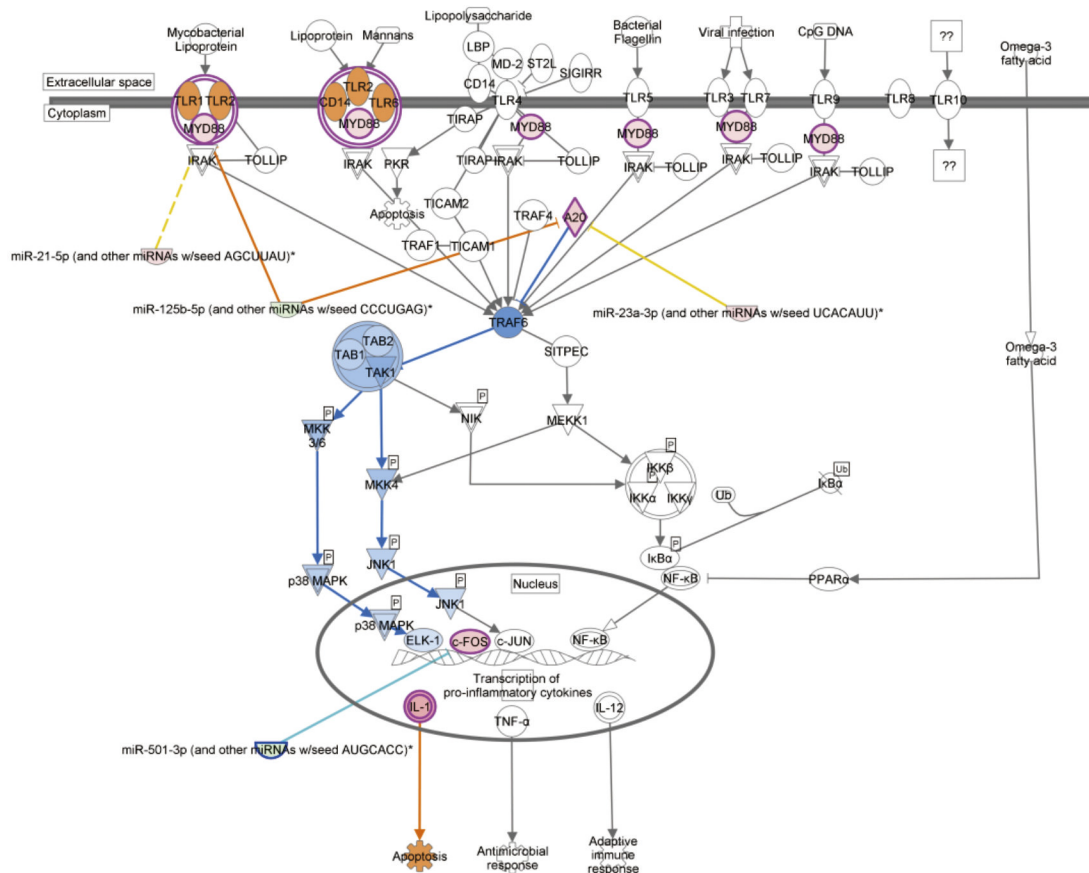 Mycobacterial
Lipoprotein
Lipoprotein
Mannans
Lipopolysaccharide
LBP
MD-2
ST2L
CD14
SIGIRR
Bacterial
Flagellin
Viral infection
CpG DNA
??
Omega-3
fatty acid
Extracellular space
Cytoplasm
TLR1
TLR2
TLR2
CD14
TLR6
TLR4
TLR5
TLR3
TLR7
TLR9
TLR8
TLR10
MYD88
MYD88
TIRAP
MYD88
MYD88
MYD88
MYD88
IRAK
TOLLIP
IRAK
PKR
TIRAP
IRAK
TOLLIP
IRAK
TOLLIP
IRAK
TOLLIP
IRAK
TOLLIP
??
Apoptosis
TICAM2
TRAF4
A20
TRAF1
TICAM1
miR-21-5p (and other miRNAs w/seed AGCUUAU)*
miR-125b-5p (and other miRNAs w/seed CCCUGAG)*
miR-23a-3p (and other miRNAs w/seed UCACAUU)*
TRAF6
TAB2
TAB1
TAK1
SITPEC
Omega-3
fatty acid
P
NIK
MEKK1
P
MKK
3/6
P
MKK4
P
IKKβ
P
IKKα
IKKγ
Ub
Ub
IκBα
P
JNK1
P
IκBα
P
p38 MAPK
NF-κB
PPARα
Nucleus
P
JNK1
P
p38 MAPK
ELK-1
c-FOS
c-JUN
NF-κB
Transcription of
pro-inflammatory cytokines
IL-1
TNF-α
IL-12
miR-501-3p (and other miRNAs w/seed AUGCACC)*
Apoptosis
Antimicrobial
response
Adaptive
immune response